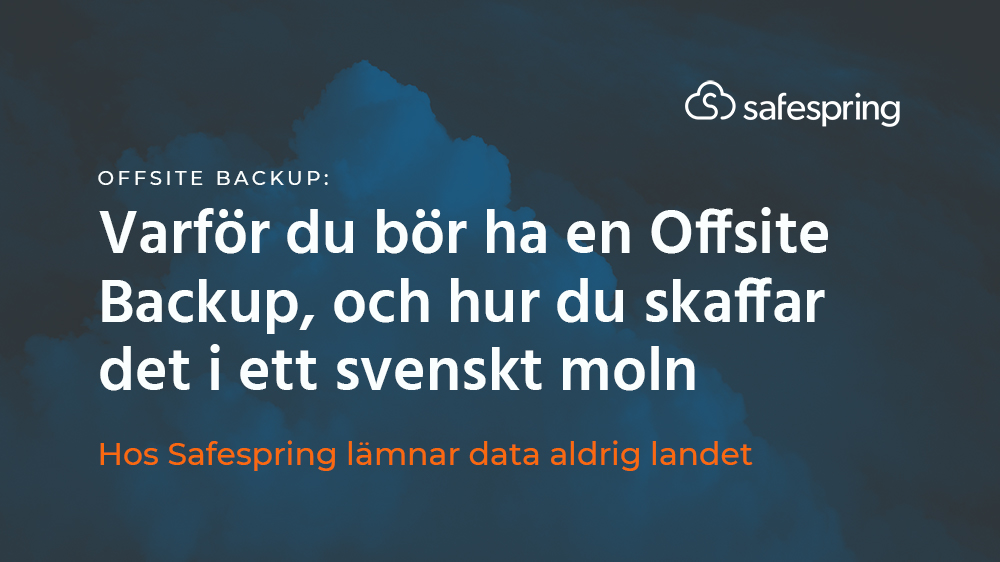 safespring
OFFSITE BACKUP:
Varför du bör ha en Offsite
Backup, och hur du skaffar
det i ett svenskt moln
Hos Safespring lämnar data aldrig landet